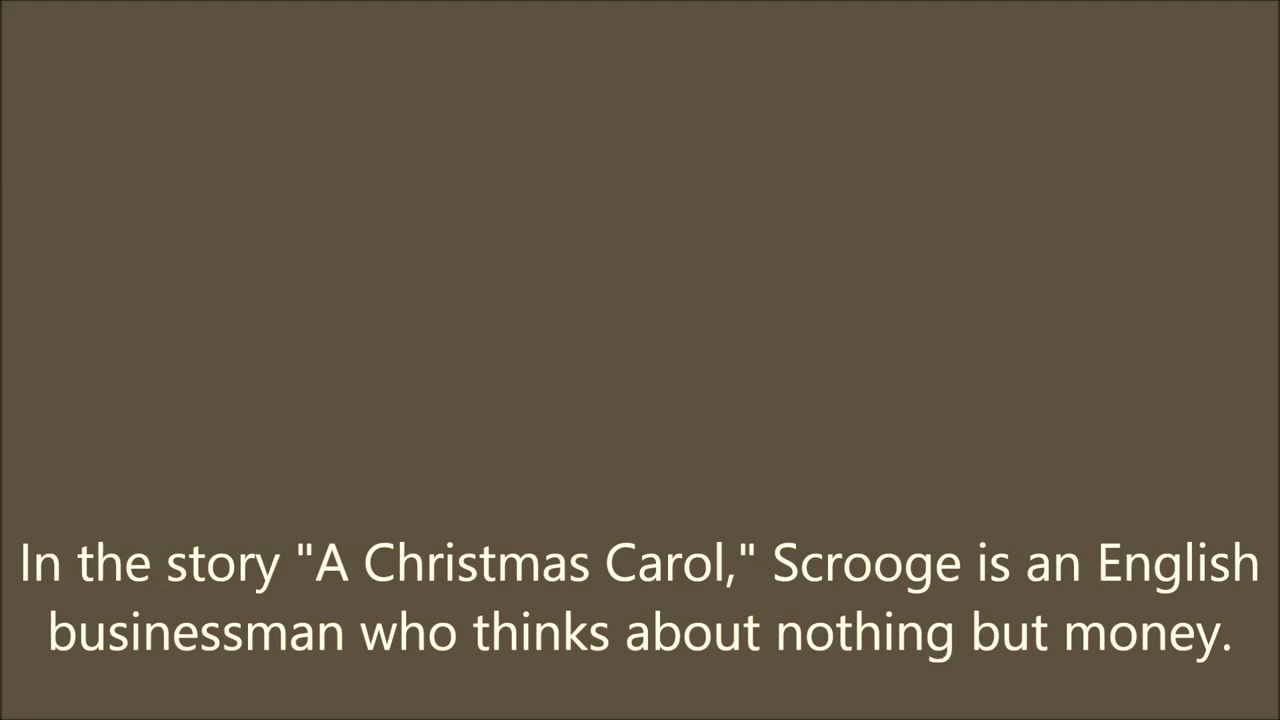 In the story "A Christmas Carol," Scrooge is an English
businessman who thinks about nothing but money.